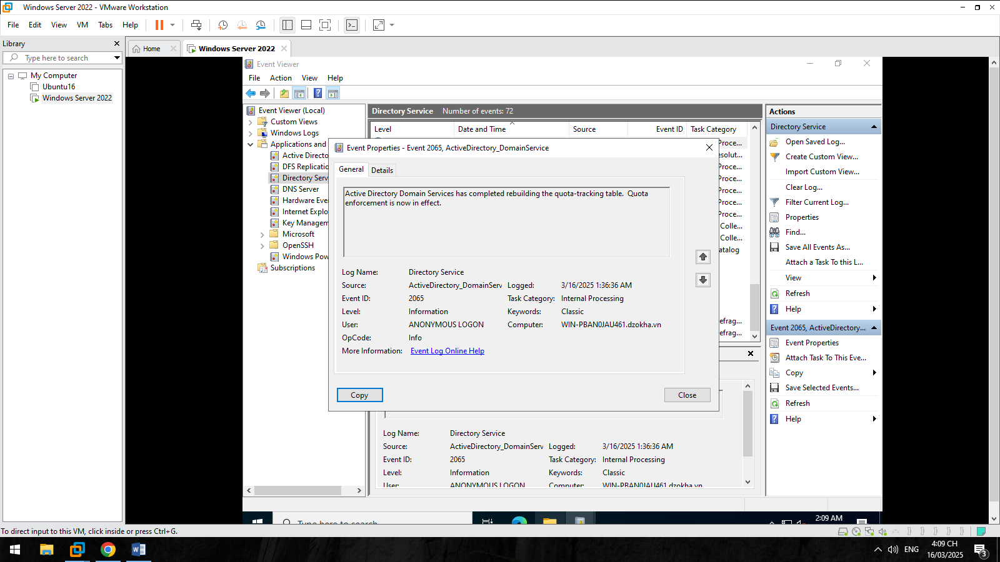 Windows Server 2022 - VMware Workstation
File Edit View VM Tabs Help
Library
Type here to search
My Computer
Ubuntu16
Windows Server 2022
Home
Windows Server 2022
Event Viewer
File Action View Help
Event Viewer (Local)
Custom Views
Windows Logs
Applications and
Active Directo
DFS Replicatio
Directory Serv
DNS Server
Hardware Eve
Internet Explo
Key Managem
Microsoft
OpenSSH
Windows Pow
Subscriptions
Directory Service Number of events: 72
Level Date and Time Source Event ID Task Category
Proce...
esolut...
Proce...
Proce...
Proce...
Proce...
Proce...
Colle...
Colle...
atalog
efrag...
efrag...
Event Properties - Event 2065, ActiveDirectory_DomainService
General Details
Active Directory Domain Services has completed rebuilding the quota-tracking table. Quota
enforcement is now in effect.
Log Name: Directory Service
Source: ActiveDirectory_DomainServ Logged: 3/16/2025 1:36:36 AM
Event ID: 2065 Task Category: Internal Processing
Level: Information Keywords: Classic
User: ANONYMOUS LOGON Computer: WIN-PBAN0JAU461.dzokha.vn
OpCode: Info
More Information: Event Log Online Help
Copy Close
Log Name: Directory Service
Source: ActiveDirectory_DomainServ Logged: 3/16/2025 1:36:36 AM
Event ID: 2065 Task Category: Internal Processing
Level: Information Keywords: Classic
User: ANONYMOUS LOGON Computer: WIN-PBAN0JAU461.dzokha.vn
Actions
Directory Service
Open Saved Log...
Create Custom View...
Import Custom View...
Clear Log...
Filter Current Log...
Properties
Find...
Save All Events As...
Attach a Task To this L...
View
Refresh
Help
Event 2065, ActiveDirectory...
Event Properties
Attach Task To This Eve...
Copy
Save Selected Events...
Refresh
Help
Type here to search
2:09 AM
To direct input to this VM, click inside or press Ctrl+G.
ENG
4:09 CH
16/03/2025
3